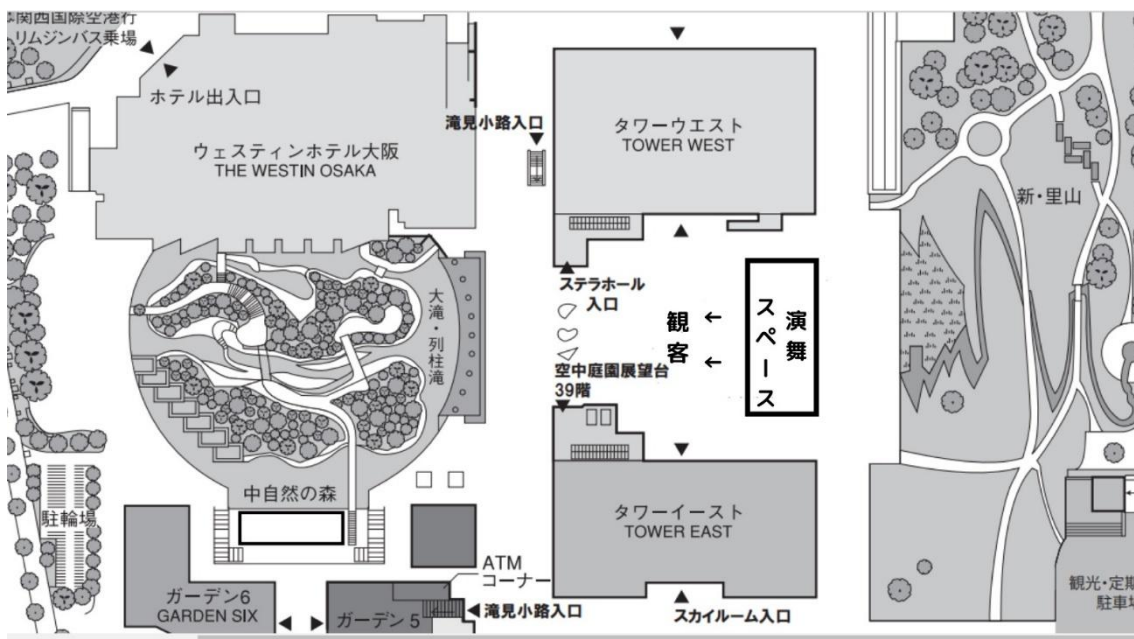 関西国際空港行
リムジンバス乗場
ホテル出入口
ウェスティンホテル大阪
THE WESTIN OSAKA
滝見小路入口
タワーウエスト
TOWER WEST
新・里山
ステラホール
入口
大滝・列柱滝
観客
← ←
演舞
スペース
空中庭園展望台
39階
中自然の森
駐輪場
タワーイースト
TOWER EAST
ATM
コーナー
ガーデン6
GARDEN SIX
ガーデン5
滝見小路入口
スカイルーム入口
観光・定期
駐車場